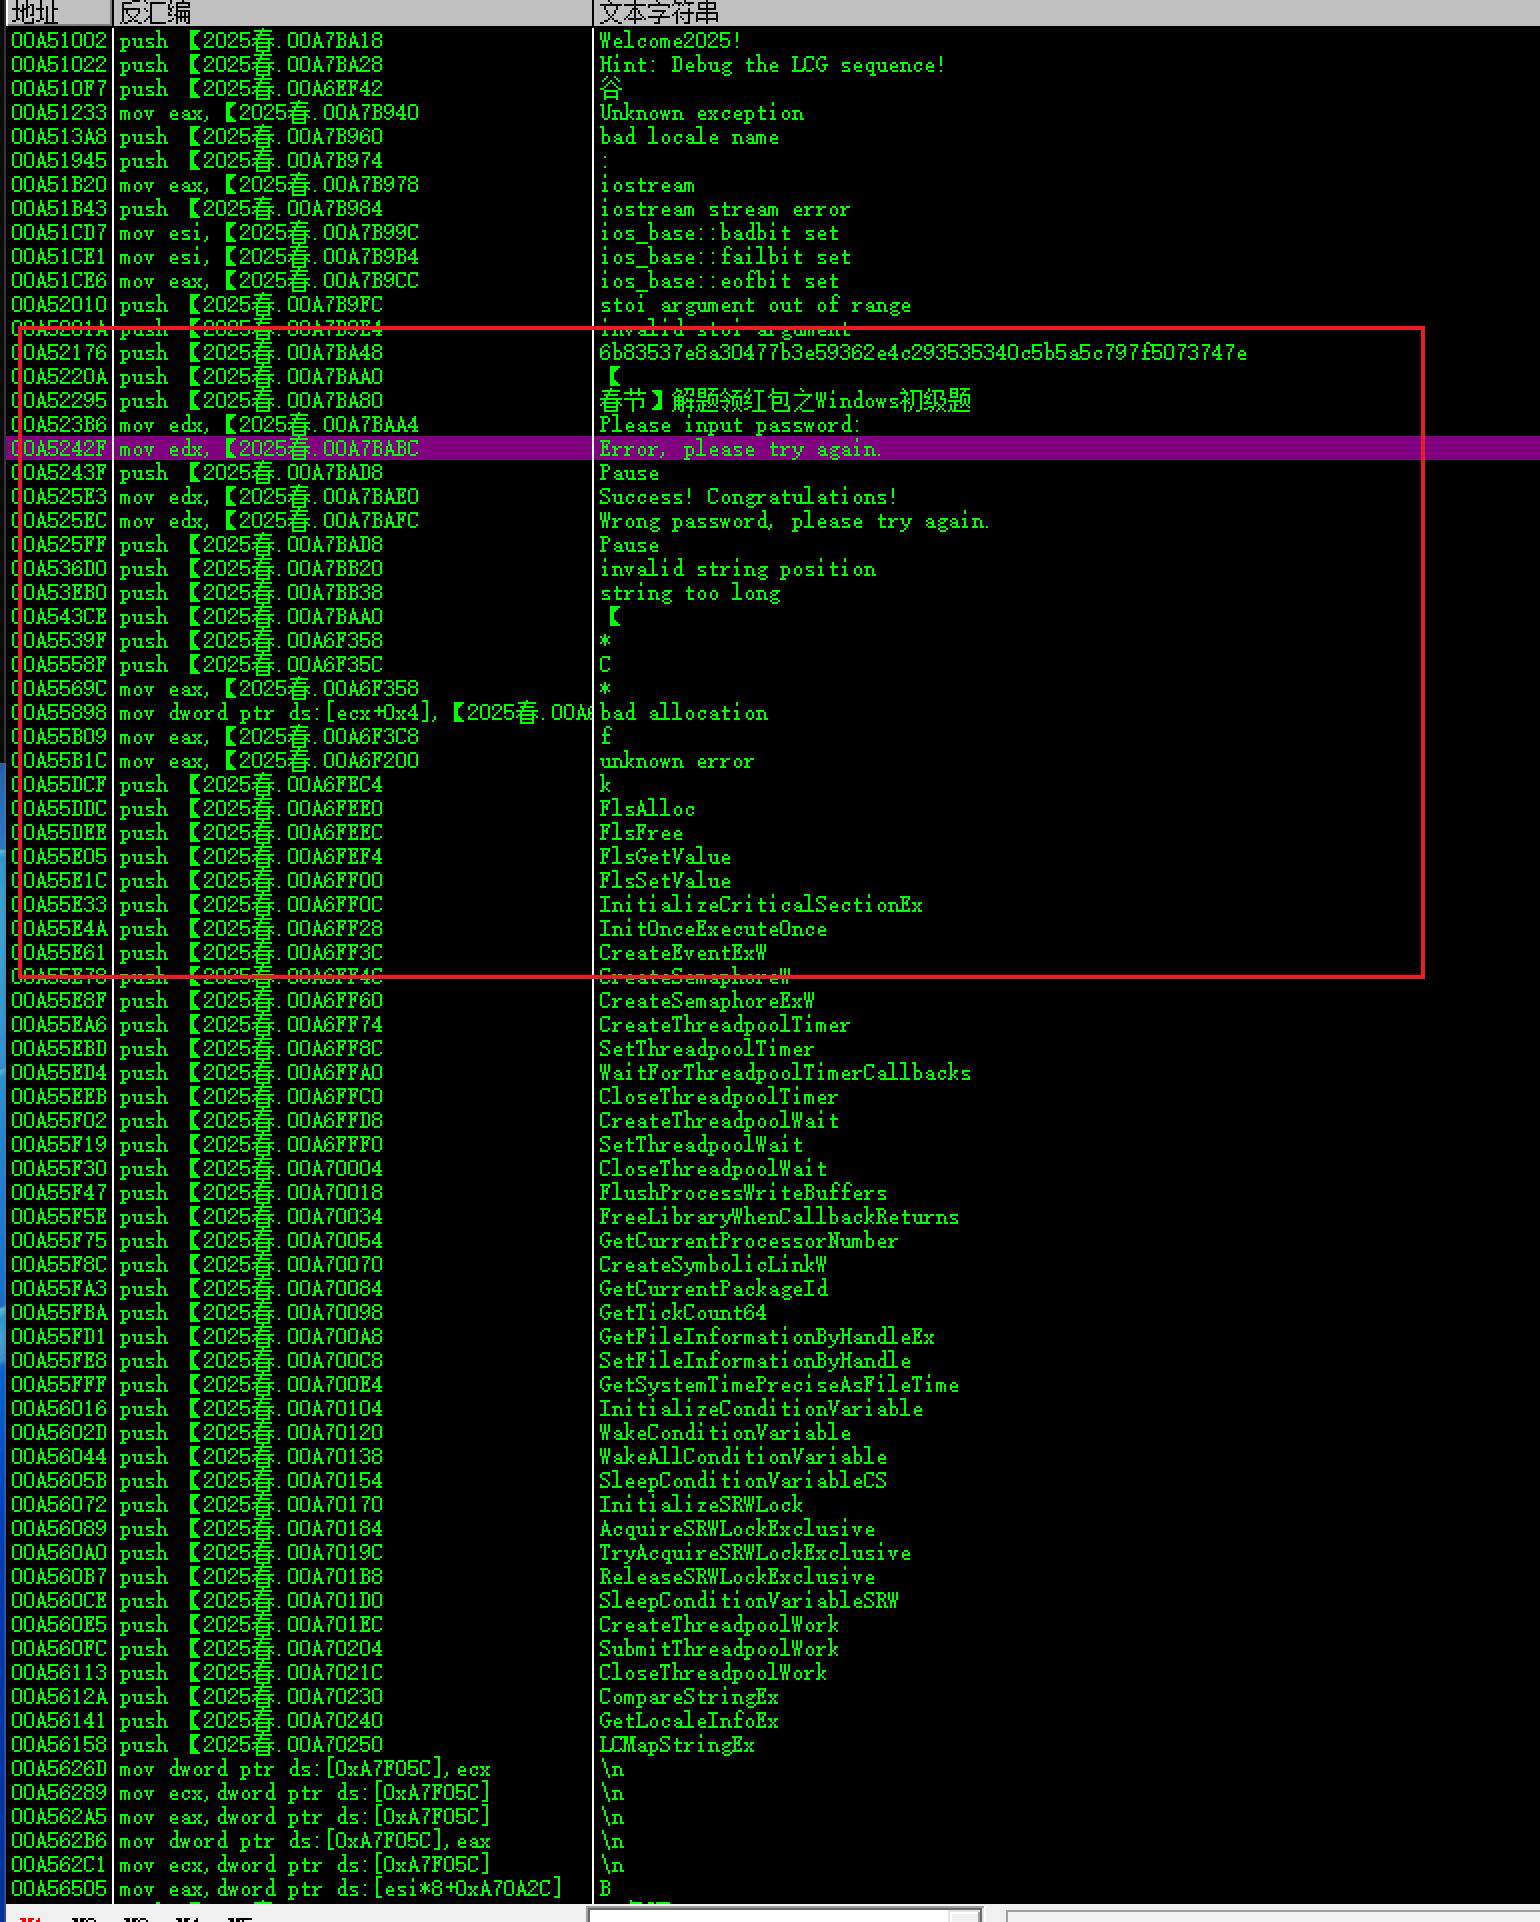 地址 反汇编 文本字符串
00A51002 push 【2025春.00A7BA18 Welcome2025!
00A51022 push 【2025春.00A7BA28 Hint: Debug the LCG sequence!
00A510F7 push 【2025春.00A6EF42 谷
00A51233 mov eax,【2025春.00A7B940 Unknown exception
00A513A8 push 【2025春.00A7B960 bad locale name
00A51945 push 【2025春.00A7B974 :
00A51B20 mov eax,【2025春.00A7B978 iostream
00A51B43 push 【2025春.00A7B984 iostream stream error
00A51CD7 mov esi,【2025春.00A7B99C ios_base::badbit set
00A51CE1 mov esi,【2025春.00A7B9B4 ios_base::failbit set
00A51CE6 mov eax,【2025春.00A7B9CC ios_base::eofbit set
00A52010 push 【2025春.00A7B9FC stoi argument out of range
00A5201A push 【2025春.00A7B9E4 invalid stoi argument
00A52176 push 【2025春.00A7BA48 6b83537e8a30477b3e59362e4c293535340c5b5a5c797f5073747e
00A5220A push 【2025春.00A7BAA0 【
00A52295 push 【2025春.00A7BA80 春节】解题领红包之Windows初级题
00A523B6 mov edx,【2025春.00A7BAA4 Please input password:
00A5242F mov edx,【2025春.00A7BABC Error, please try again.
00A5243F push 【2025春.00A7BAD8 Pause
00A525E3 mov edx,【2025春.00A7BAE0 Success! Congratulations!
00A525EC mov edx,【2025春.00A7BAFC Wrong password, please try again.
00A525FF push 【2025春.00A7BAD8 Pause
00A536D0 push 【2025春.00A7BB20 invalid string position
00A53EB0 push 【2025春.00A7BB38 string too long
00A543CE push 【2025春.00A7BAA0 【
00A5539F push 【2025春.00A6F358 *
00A5558F push 【2025春.00A6F35C C
00A5569C mov eax,【2025春.00A6F358 *
00A55898 mov dword ptr ds:[ecx+0x4],【2025春.00A6 bad allocation
00A55B09 mov eax,【2025春.00A6F3C8 f
00A55B1C mov eax,【2025春.00A6F200 unknown error
00A55DCF push 【2025春.00A6FEC4 k
00A55DDC push 【2025春.00A6FEE0 FlsAlloc
00A55DEE push 【2025春.00A6FEEC FlsFree
00A55E05 push 【2025春.00A6FEF4 FlsGetValue
00A55E1C push 【2025春.00A6FF00 FlsSetValue
00A55E33 push 【2025春.00A6FF0C InitializeCriticalSectionEx
00A55E4A push 【2025春.00A6FF28 InitOnceExecuteOnce
00A55E61 push 【2025春.00A6FF3C CreateEventExW
00A55E78 push 【2025春.00A6FF4C CreateSemaphoreW
00A55E8F push 【2025春.00A6FF60 CreateSemaphoreExW
00A55EA6 push 【2025春.00A6FF74 CreateThreadpoolTimer
00A55EBD push 【2025春.00A6FF8C SetThreadpoolTimer
00A55ED4 push 【2025春.00A6FFA0 WaitForThreadpoolTimerCallbacks
00A55EEB push 【2025春.00A6FFC0 CloseThreadpoolTimer
00A55F02 push 【2025春.00A6FFD8 CreateThreadpoolWait
00A55F19 push 【2025春.00A6FFF0 SetThreadpoolWait
00A55F30 push 【2025春.00A70004 CloseThreadpoolWait
00A55F47 push 【2025春.00A70018 FlushProcessWriteBuffers
00A55F5E push 【2025春.00A70034 FreeLibraryWhenCallbackReturns
00A55F75 push 【2025春.00A70054 GetCurrentProcessorNumber
00A55F8C push 【2025春.00A70070 CreateSymbolicLinkW
00A55FA3 push 【2025春.00A70084 GetCurrentPackageId
00A55FBA push 【2025春.00A70098 GetTickCount64
00A55FD1 push 【2025春.00A700A8 GetFileInformationByHandleEx
00A55FE8 push 【2025春.00A700C8 SetFileInformationByHandle
00A55FFF push 【2025春.00A700E4 GetSystemTimePreciseAsFileTime
00A56016 push 【2025春.00A70104 InitializeConditionVariable
00A5602D push 【2025春.00A70120 WakeConditionVariable
00A56044 push 【2025春.00A70138 WakeAllConditionVariable
00A5605B push 【2025春.00A70154 SleepConditionVariableCS
00A56072 push 【2025春.00A70170 InitializeSRWLock
00A56089 push 【2025春.00A70184 AcquireSRWLockExclusive
00A560A0 push 【2025春.00A7019C TryAcquireSRWLockExclusive
00A560B7 push 【2025春.00A701B8 ReleaseSRWLockExclusive
00A560CE push 【2025春.00A701D0 SleepConditionVariableSRW
00A560E5 push 【2025春.00A701EC CreateThreadpoolWork
00A560FC push 【2025春.00A70204 SubmitThreadpoolWork
00A56113 push 【2025春.00A7021C CloseThreadpoolWork
00A5612A push 【2025春.00A70230 CompareStringEx
00A56141 push 【2025春.00A70240 GetLocaleInfoEx
00A56158 push 【2025春.00A70250 LCMapStringEx
00A5626D mov dword ptr ds:[0xA7F05C],ecx \n
00A56289 mov ecx,dword ptr ds:[0xA7F05C] \n
00A562A5 mov eax,dword ptr ds:[0xA7F05C] \n
00A562B6 mov dword ptr ds:[0xA7F05C],eax \n
00A562C1 mov ecx,dword ptr ds:[0xA7F05C] \n
00A56505 mov eax,dword ptr ds:[esi*8+0xA70A2C] B